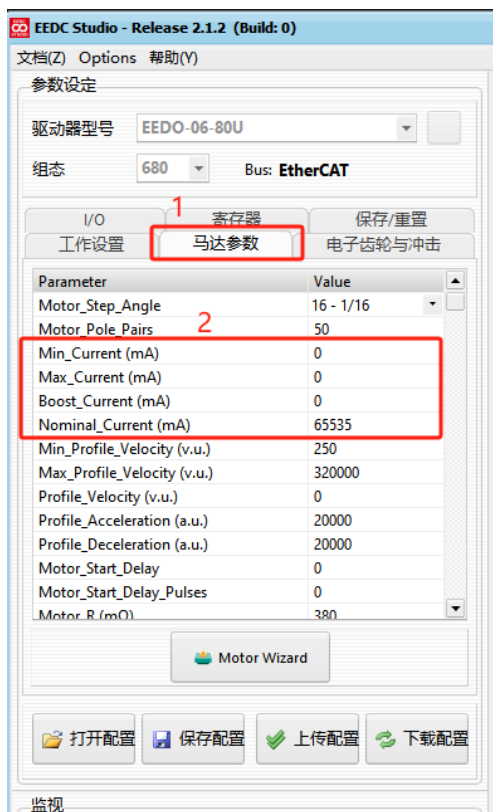 EEDC Studio - Release 2.1.2 (Build: 0)
文档(Z) Options 帮助(Y)
参数设定
驱动器型号 EEDO-06-80U
组态 680 Bus: EtherCAT
1
I/O 寄存器 保存/重置
工作设置 马达参数 电子齿轮与冲击
Parameter Value
Motor_Step_Angle 16 - 1/16
Motor_Pole_Pairs 50
2
Min_Current (mA) 0
Max_Current (mA) 0
Boost_Current (mA) 0
Nominal_Current (mA) 65535
Min_Profile_Velocity (v.u.) 250
Max_Profile_Velocity (v.u.) 320000
Profile_Velocity (v.u.) 0
Profile_Acceleration (a.u.) 20000
Profile_Deceleration (a.u.) 20000
Motor_Start_Delay 0
Motor_Start_Delay_Pulses 0
Motor_R (mΩ) 380
Motor Wizard
打开配置 保存配置 上传配置 下载配置
监视